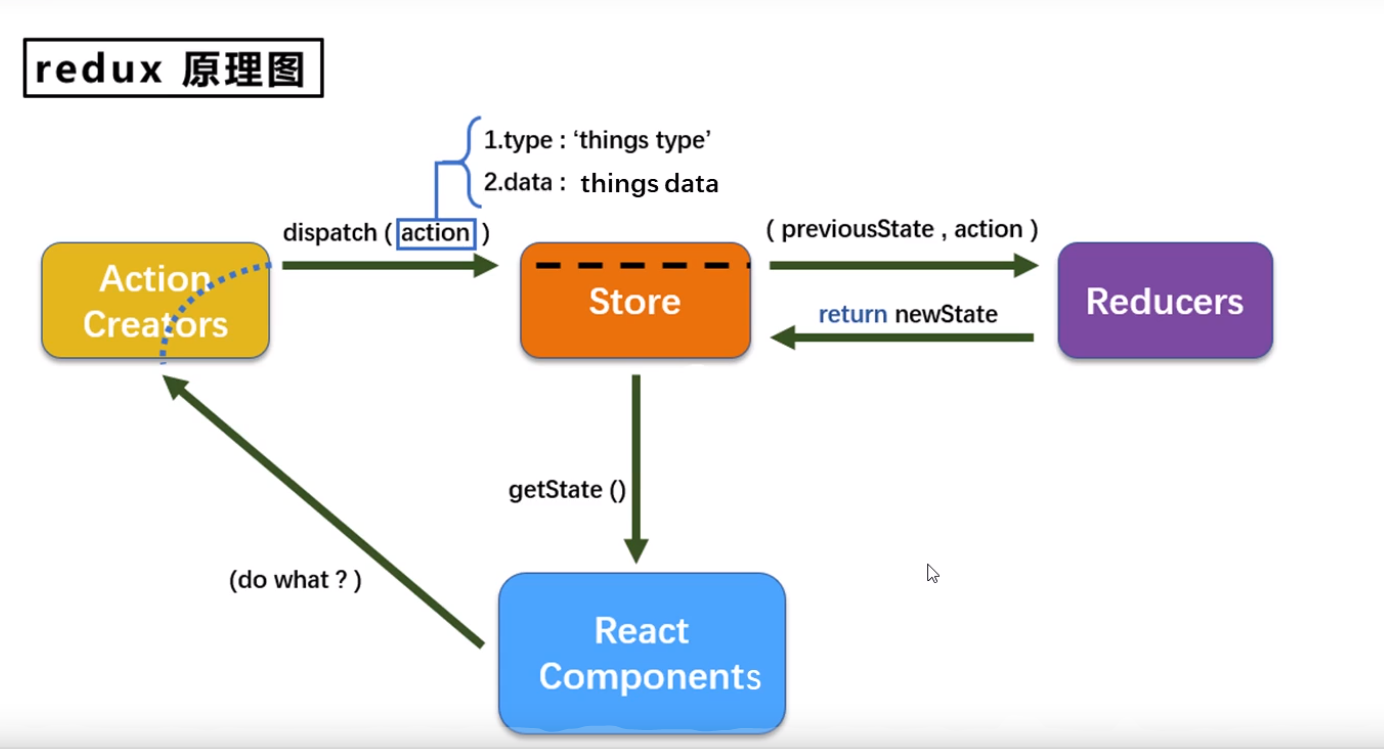 redux 原理图
1.type : ‘things type’
2.data : things data
dispatch ( action )
( previousState , action )
Action
Creators
Store
Reducers
return newState
getState ()
(do what ? )
React
Components